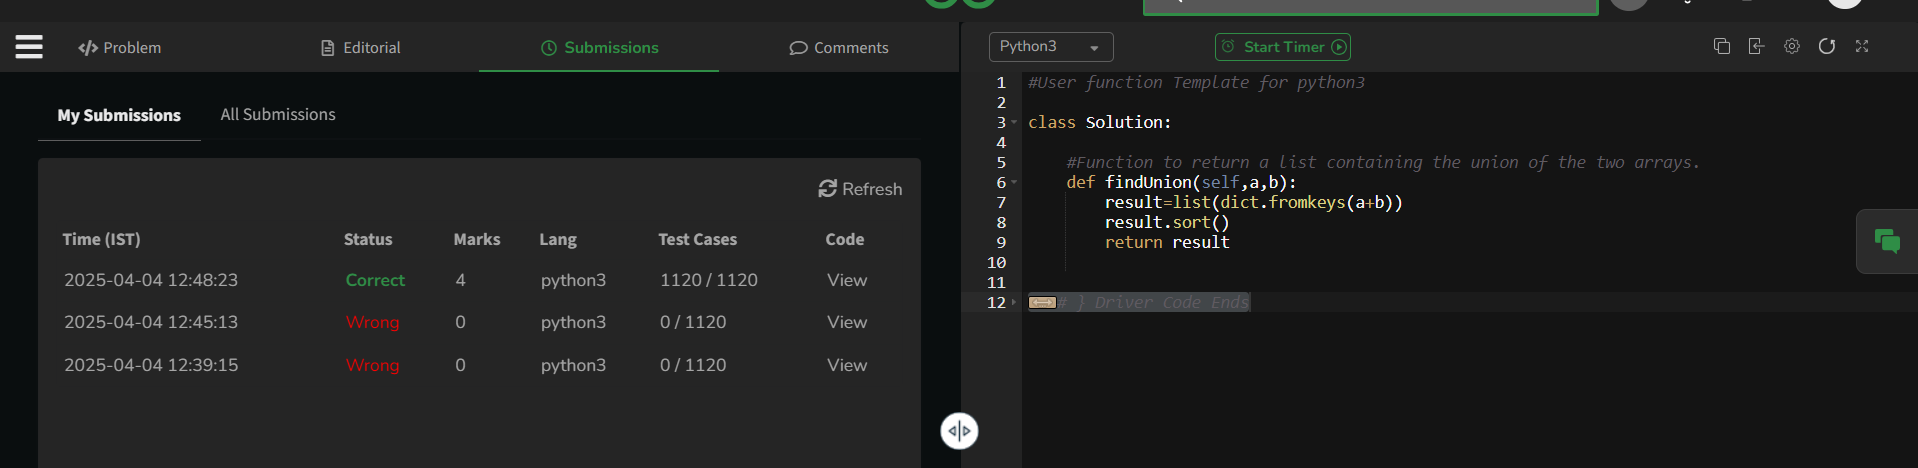 Problem
Editorial
Submissions
Comments
My Submissions
All Submissions
Refresh
Time (IST) Status Marks Lang Test Cases Code
2025-04-04 12:48:23 Correct 4 python3 1120 / 1120 View
2025-04-04 12:45:13 Wrong 0 python3 0 / 1120 View
2025-04-04 12:39:15 Wrong 0 python3 0 / 1120 View
Python3
Start Timer
1 #User function Template for python3
2
3 class Solution:
4
5     #Function to return a list containing the union of the two arrays.
6     def findUnion(self,a,b):
7         result=list(dict.fromkeys(a+b))
8         result.sort()
9         return result
10
11
12 # } Driver Code Ends